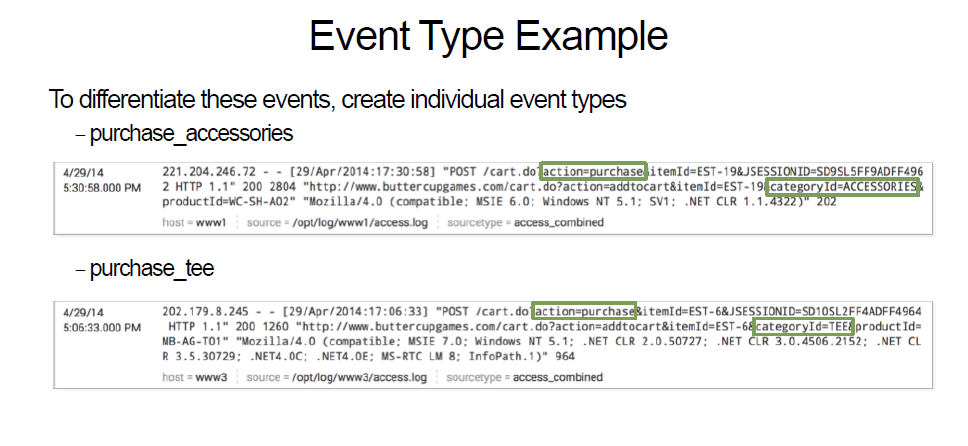 Event Type Example
To differentiate these events, create individual event types
– purchase_accessories
4/29/14
5:30:58.000 PM
221.204.246.72 - - [29/Apr/2014:17:30:58] "POST /cart.do?action=purchase&itemId=EST-19&JSESSIONID=SD9SL5FF9ADFF496
2 HTTP 1.1" 200 2804 "http://www.buttercupgames.com/cart.do?action=addtocart&itemId=EST-19&categoryId=ACCESSORIES&
productId=WC-SH-A02" "Mozilla/4.0 (compatible; MSIE 6.0; Windows NT 5.1; SV1; .NET CLR 1.1.4322)" 202
host = www1 source = /opt/log/www1/access.log sourcetype = access_combined
– purchase_tee
4/29/14
5:06:33.000 PM
202.179.8.245 - - [29/Apr/2014:17:06:33] "POST /cart.do?action=purchase&itemId=EST-6&JSESSIONID=SD10SL2FF4ADFF4964
HTTP 1.1" 200 1260 "http://www.buttercupgames.com/cart.do?action=addtocart&itemId=EST-6&categoryId=TEE&productId=
MB-AG-T01" "Mozilla/4.0 (compatible; MSIE 7.0; Windows NT 5.1; .NET CLR 2.0.50727; .NET CLR 3.0.4506.2152; .NET CL
R 3.5.30729; .NET4.0C; .NET4.0E; MS-RTC LM 8; InfoPath.1)" 964
host = www3 source = /opt/log/www3/access.log sourcetype = access_combined